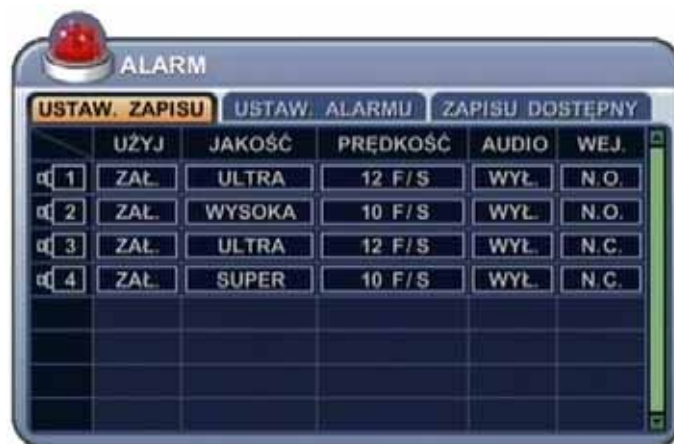 ALARM
USTAW. ZAPISU USTAW. ALARMU ZAPISU DOSTĘPNY
UŻYJ JAKOŚĆ PRĘDKOŚĆ AUDIO WEJ.
1 ZAŁ. ULTRA 12 F/S WYŁ. N.O.
2 ZAŁ. WYSOKA 10 F/S WYŁ. N.O.
3 ZAŁ. ULTRA 12 F/S WYŁ. N.C.
4 ZAŁ. SUPER 10 F/S WYŁ. N.C.